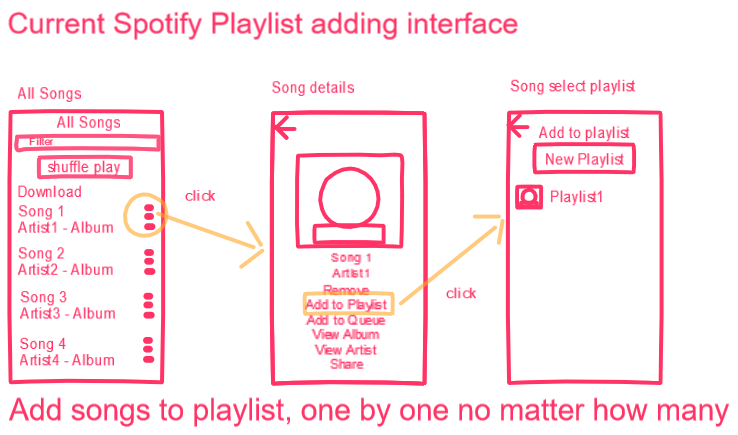 Current Spotify Playlist adding interface
All Songs
All Songs
Filter
shuffle play
Download
Song 1
Artist1 - Album
Song 2
Artist2 - Album
Song 3
Artist3 - Album
Song 4
Artist4 - Album
click
Song details
Song 1
Artist1
Remove
Add to Playlist
Add to Queue
View Album
View Artist
Share
click
Song select playlist
Add to playlist
New Playlist
Playlist1
Add songs to playlist, one by one no matter how many